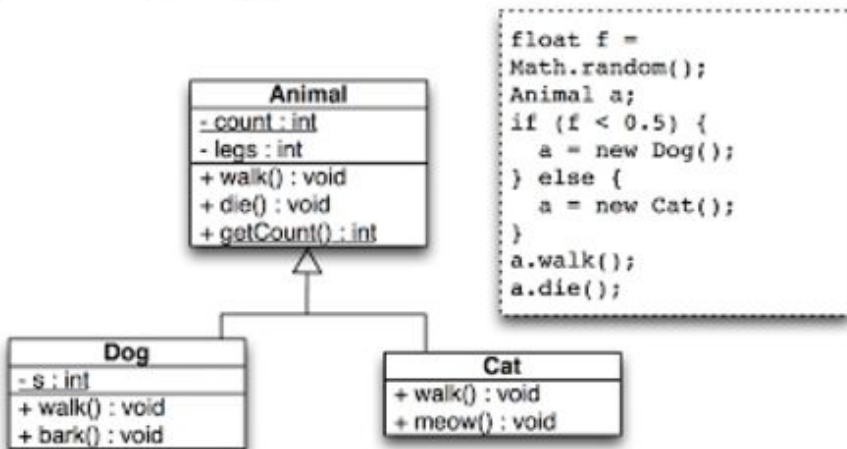 Animal
- count : int
- legs : int
+ walk() : void
+ die() : void
+ getCount() : int
Dog
- s : int
+ walk() : void
+ bark() : void
Cat
+ walk() : void
+ meow() : void
float f =
Math.random();
Animal a;
if (f < 0.5) {
a = new Dog();
} else {
a = new Cat();
}
a.walk();
a.die();